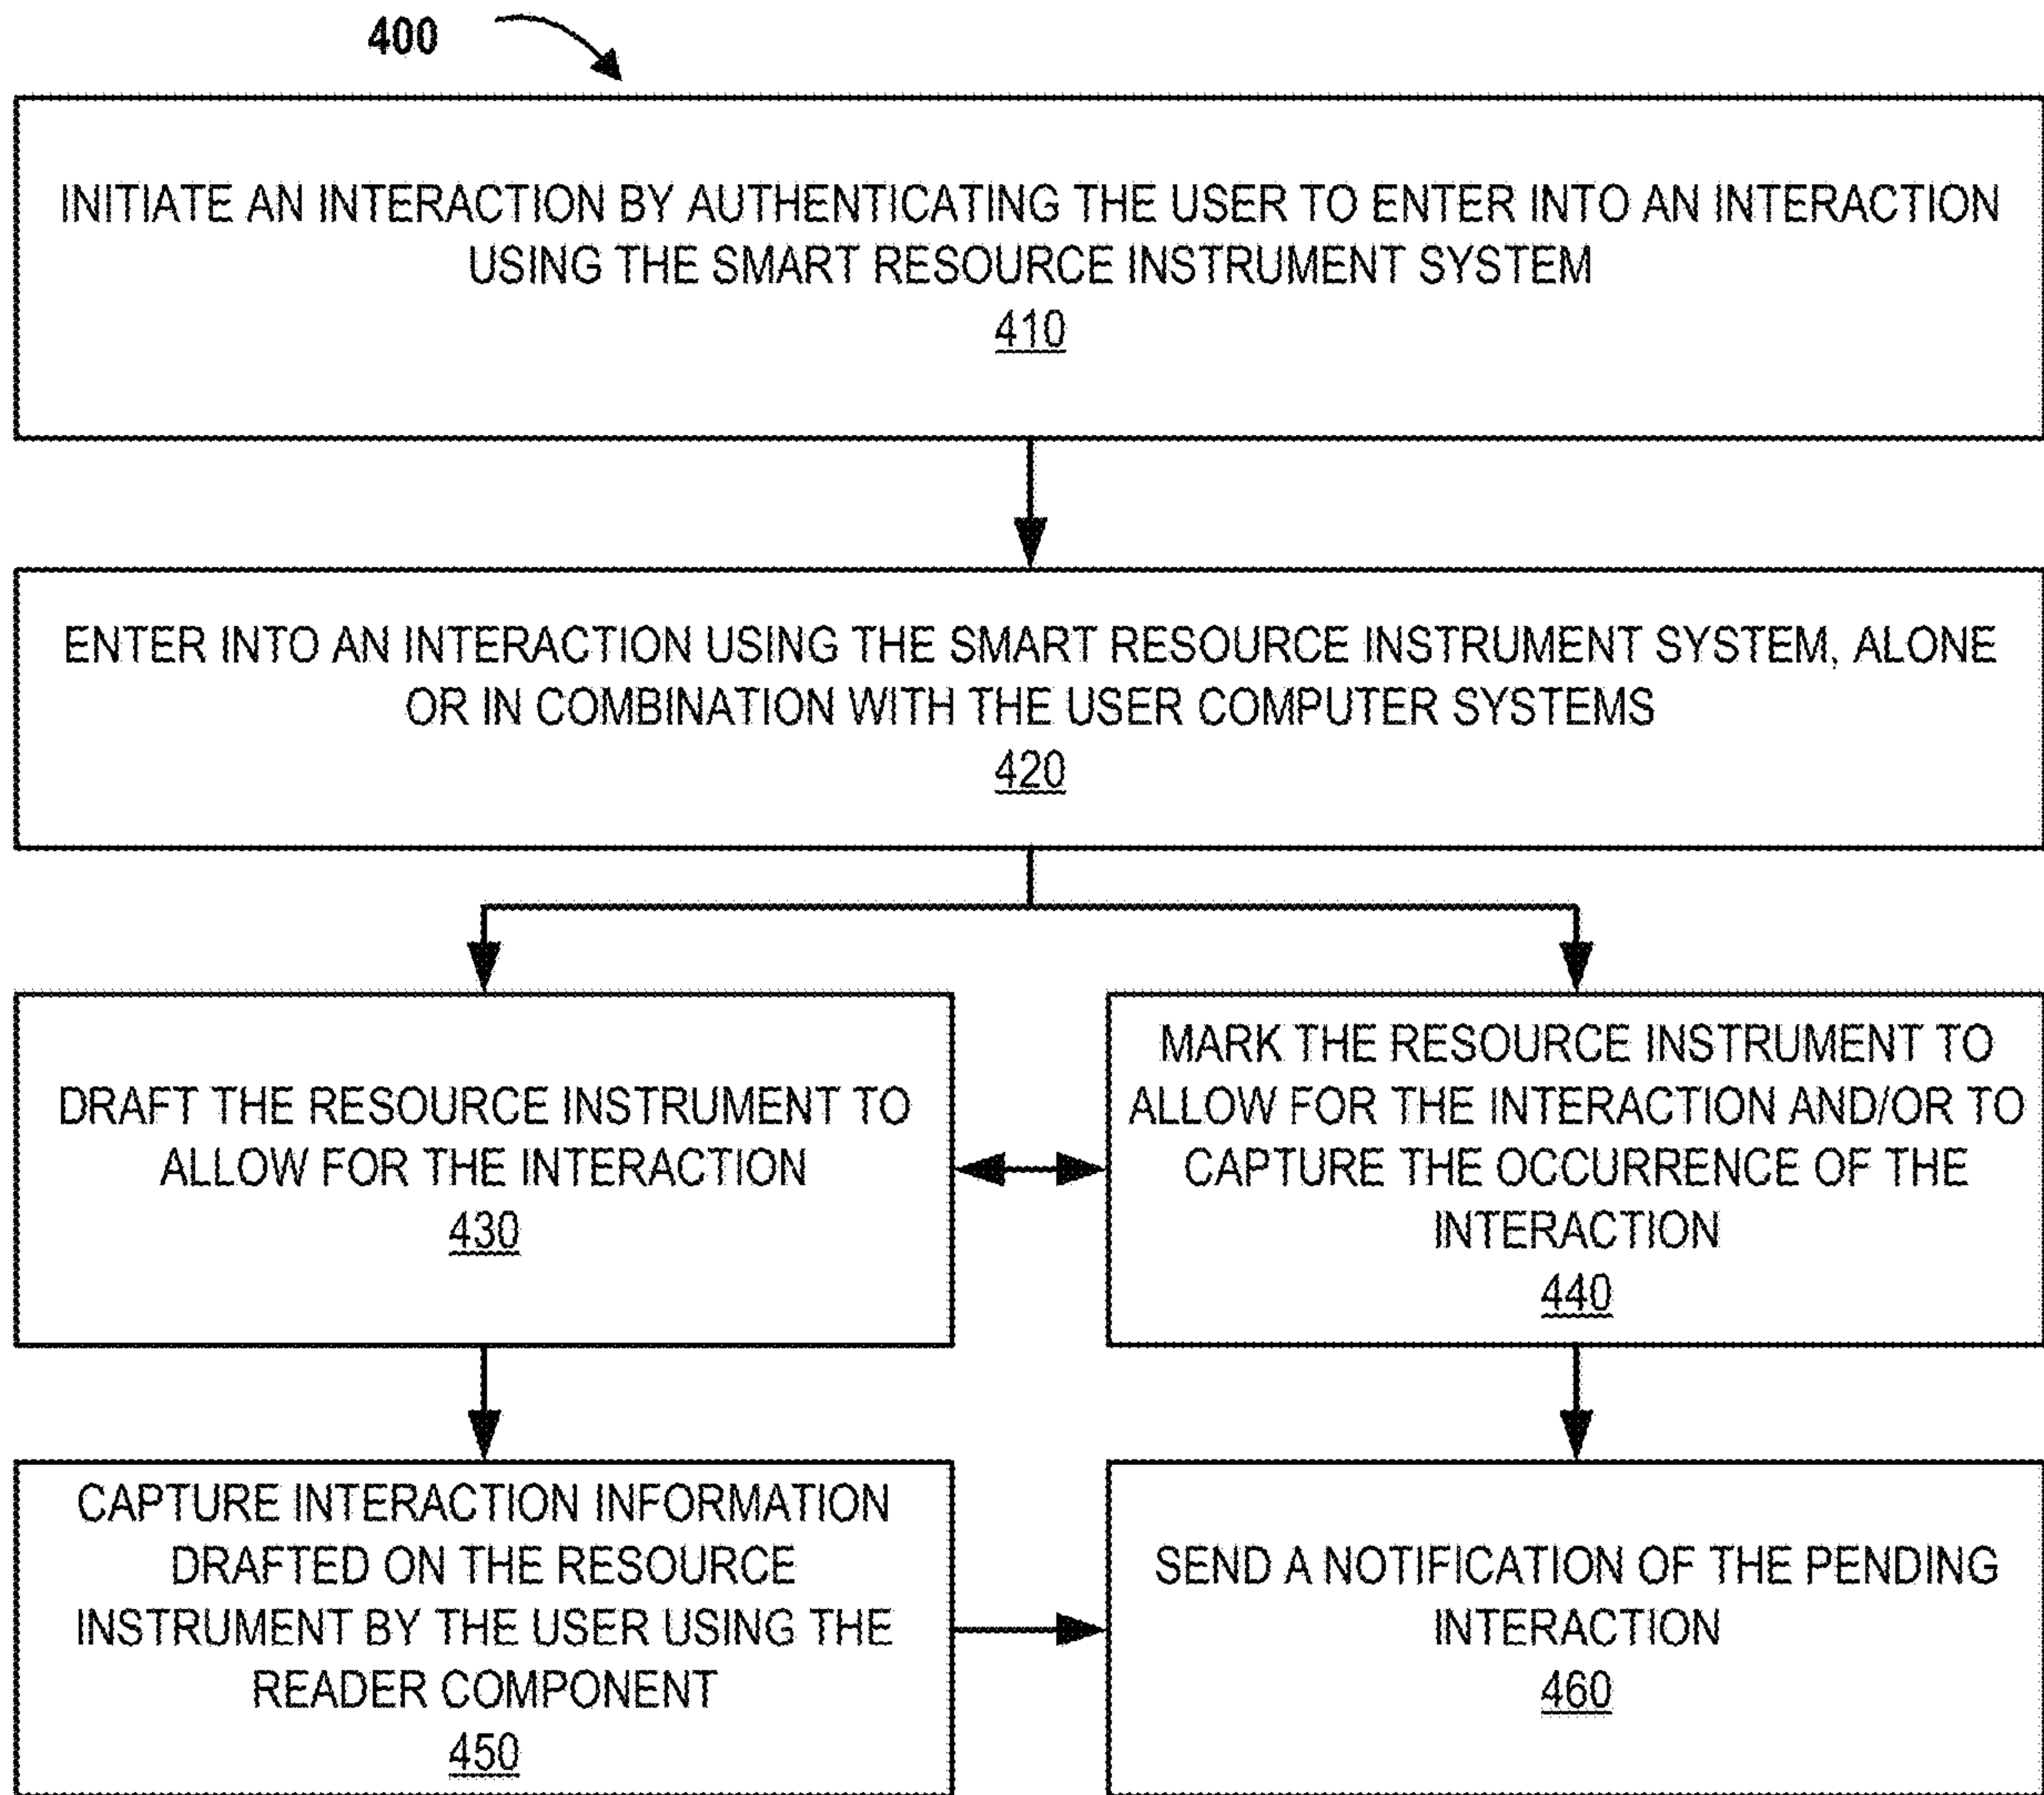 400
INITIATE AN INTERACTION BY AUTHENTICATING THE USER TO ENTER INTO AN INTERACTION
USING THE SMART RESOURCE INSTRUMENT SYSTEM
410
ENTER INTO AN INTERACTION USING THE SMART RESOURCE INSTRUMENT SYSTEM, ALONE
OR IN COMBINATION WITH THE USER COMPUTER SYSTEMS
420
DRAFT THE RESOURCE INSTRUMENT TO
ALLOW FOR THE INTERACTION
430
MARK THE RESOURCE INSTRUMENT TO
ALLOW FOR THE INTERACTION AND/OR TO
CAPTURE THE OCCURRENCE OF THE
INTERACTION
440
CAPTURE INTERACTION INFORMATION
DRAFTED ON THE RESOURCE
INSTRUMENT BY THE USER USING THE
READER COMPONENT
450
SEND A NOTIFICATION OF THE PENDING
INTERACTION
460